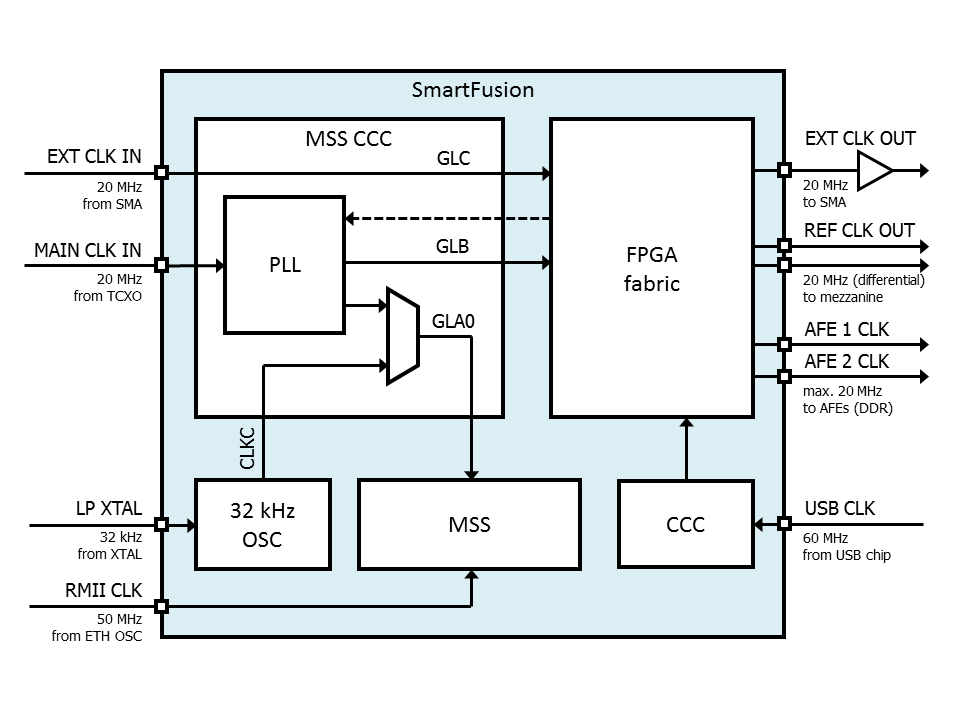 SmartFusion
MSS CCC
EXT CLK IN
20 MHz
from SMA
GLC
MAIN CLK IN
20 MHz
from TCXO
PLL
GLB
GLA0
FPGA
fabric
EXT CLK OUT
20 MHz
to SMA
REF CLK OUT
20 MHz (differential)
to mezzanine
AFE 1 CLK
AFE 2 CLK
max. 20 MHz
to AFEs (DDR)
CLKC
LP XTAL
32 kHz
from XTAL
32 kHz
OSC
MSS
CCC
USB CLK
60 MHz
from USB chip
RMII CLK
50 MHz
from ETH OSC